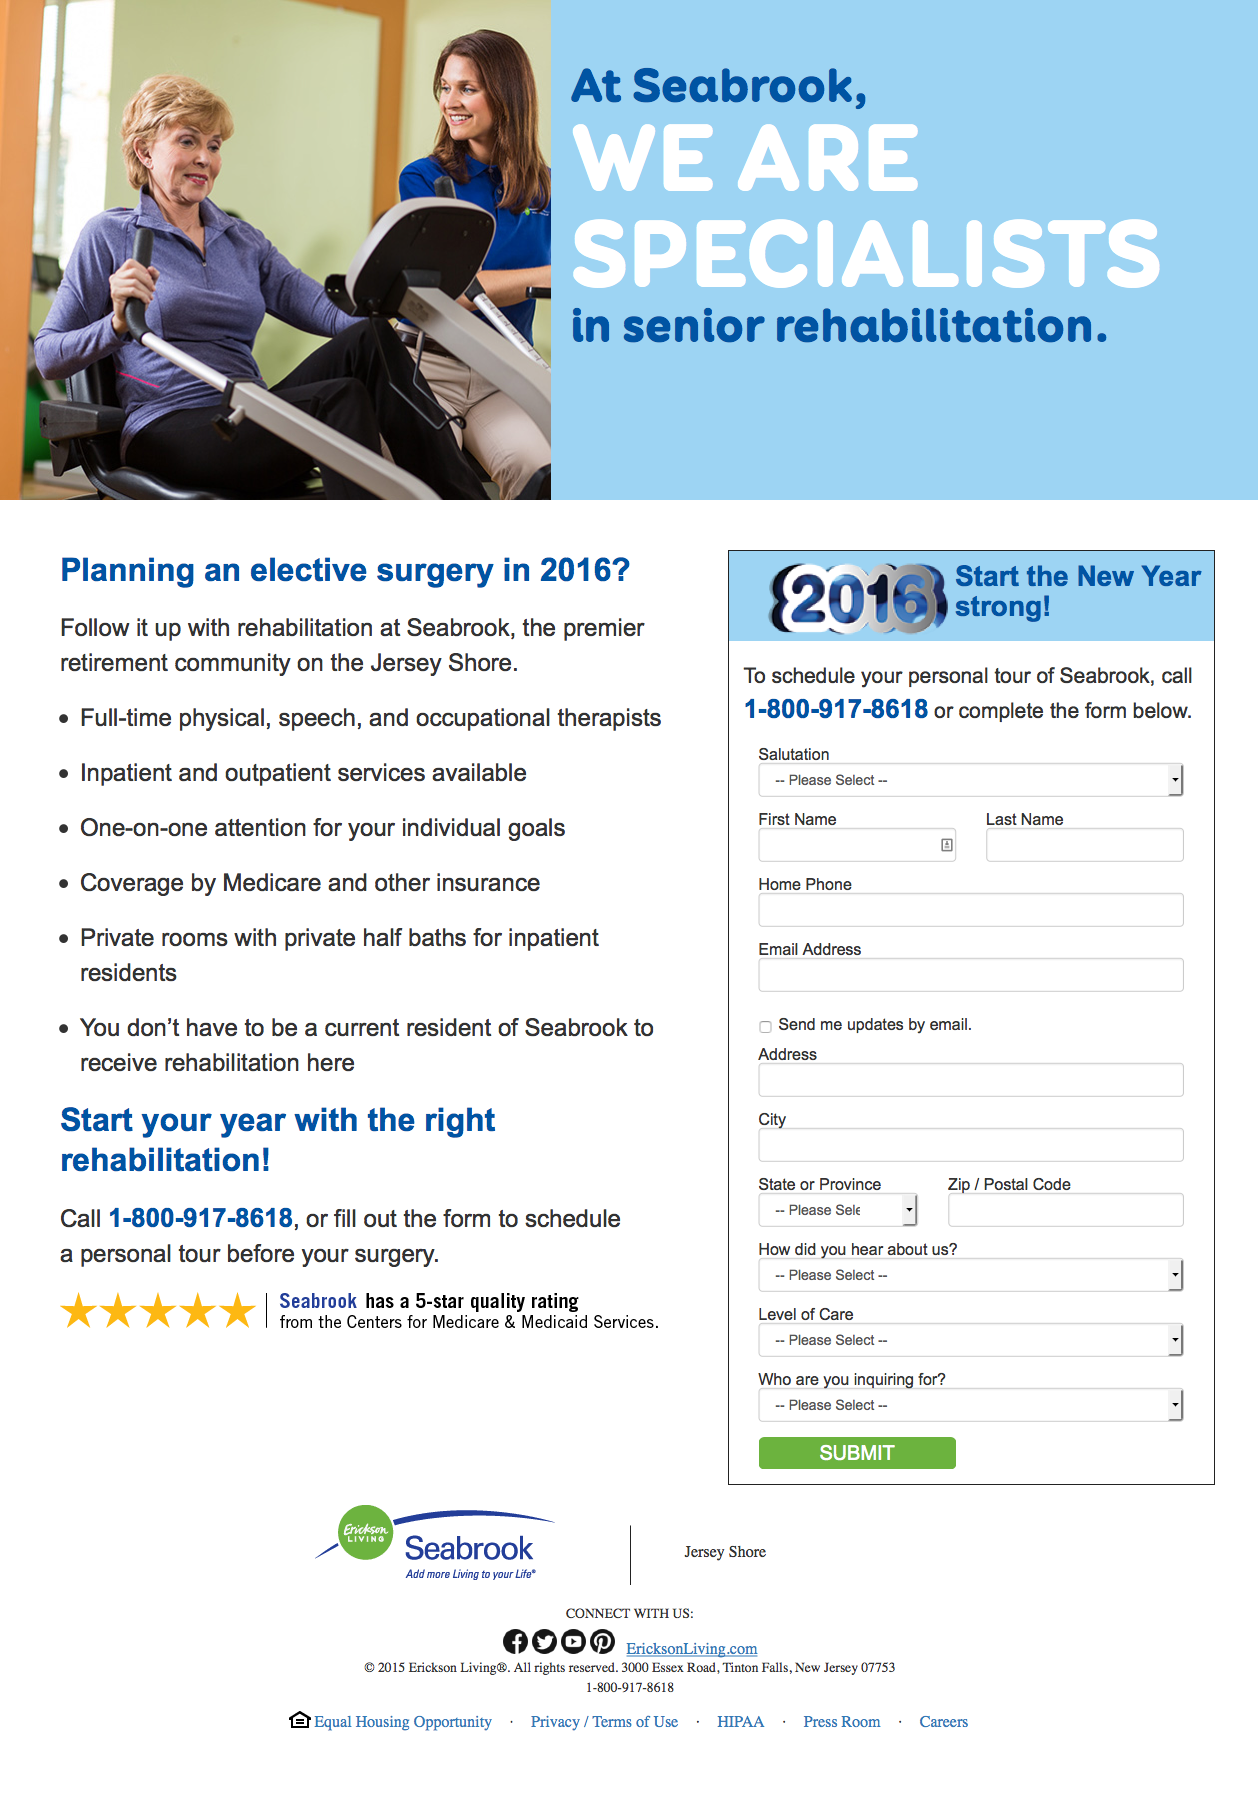 At Seabrook,
WE ARE
SPECIALISTS
in senior rehabilitation.
Planning an elective surgery in 2016?
Follow it up with rehabilitation at Seabrook, the premier
retirement community on the Jersey Shore.
• Full-time physical, speech, and occupational therapists
• Inpatient and outpatient services available
• One-on-one attention for your individual goals
• Coverage by Medicare and other insurance
• Private rooms with private half baths for inpatient
residents
• You don’t have to be a current resident of Seabrook to
receive rehabilitation here
Start your year with the right
rehabilitation!
Call 1-800-917-8618, or fill out the form to schedule
a personal tour before your surgery.
Seabrook has a 5-star quality rating
from the Centers for Medicare & Medicaid Services.
2016
Start the New Year
strong!
To schedule your personal tour of Seabrook, call
1-800-917-8618 or complete the form below.
Salutation
-- Please Select --
First Name Last Name
Home Phone
Email Address
Send me updates by email.
Address
City
State or Province Zip / Postal Code
-- Please Sele
How did you hear about us?
-- Please Select --
Level of Care
-- Please Select --
Who are you inquiring for?
-- Please Select --
SUBMIT
Erickson
LIVING
Seabrook
Add more Living to your Life®
Jersey Shore
CONNECT WITH US:
EricksonLiving.com
© 2015 Erickson Living®. All rights reserved. 3000 Essex Road, Tinton Falls, New Jersey 07753
1-800-917-8618
Equal Housing Opportunity · Privacy / Terms of Use · HIPAA · Press Room · Careers